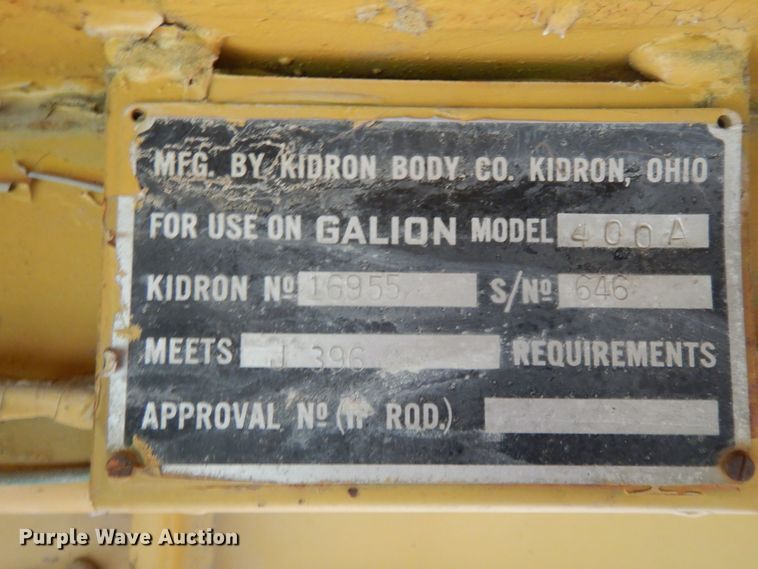 MFG. BY KIDRON BODY CO. KIDRON, OHIO
FOR USE ON GALION MODEL 400A
KIDRON Nº 16955 S/Nº 646
MEETS J 396 REQUIREMENTS
APPROVAL Nº (IF RQD.)
Purple Wave Auction